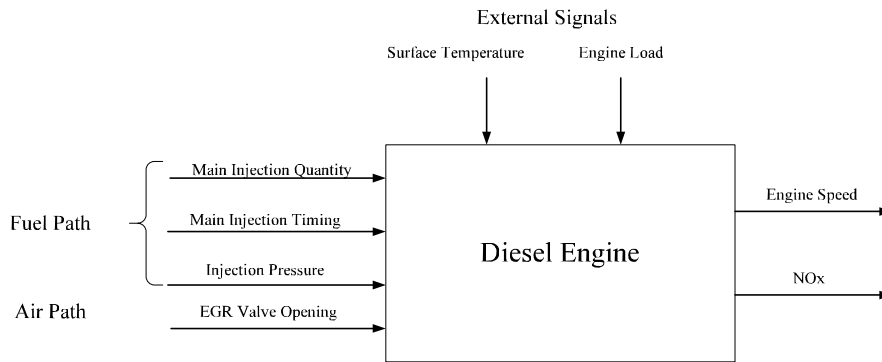 External Signals
Surface Temperature
Engine Load
Main Injection Quantity
Engine Speed
Fuel Path
Main Injection Timing
Diesel Engine
Injection Pressure
NOx
Air Path
EGR Valve Opening